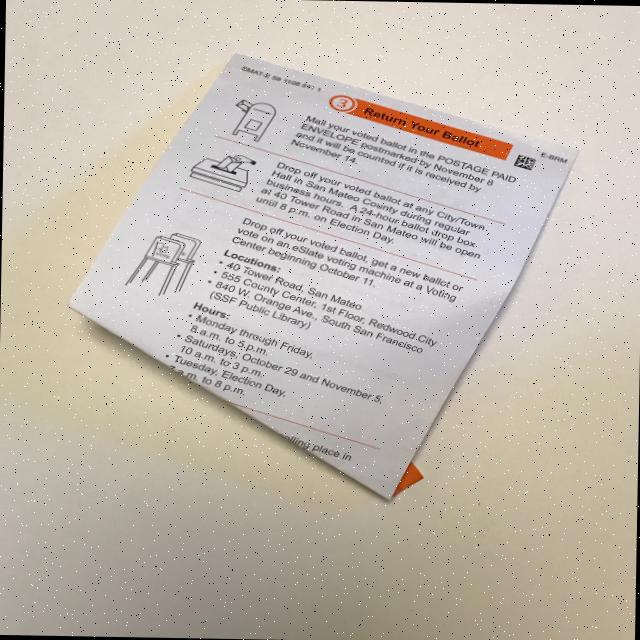 3 Return Your Ballot
E-BRM
Mail your voted ballot in the POSTAGE PAID
ENVELOPE postmarked by November 8
and it will be counted if it is received by
November 14.
Drop off your voted ballot at any City/Town
Hall in San Mateo County during regular
business hours. A 24-hour ballot drop box
at 40 Tower Road in San Mateo will be open
until 8 p.m. on Election Day.
Drop off your voted ballot, get a new ballot or
vote on an eSlate voting machine at a Voting
Center beginning October 11.
Locations:
• 40 Tower Road, San Mateo
• 555 County Center, 1st Floor, Redwood City
• 840 W. Orange Ave., South San Francisco
(SSF Public Library)
Hours:
• Monday through Friday,
8 a.m. to 5 p.m.
• Saturdays, October 29 and November 5,
10 a.m. to 3 p.m.
• Tuesday, Election Day,
a.m. to 8 p.m.
polling place in